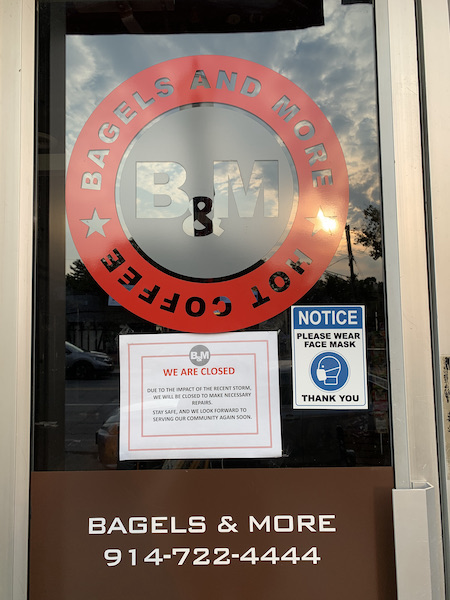 BAGELS AND MORE
B&M
HOT COFFEE
B&M
WE ARE CLOSED
DUE TO THE IMPACT OF THE RECENT STORM,
WE WILL BE CLOSED TO MAKE NECESSARY
REPAIRS.
STAY SAFE, AND WE LOOK FORWARD TO
SERVING OUR COMMUNITY AGAIN SOON.
NOTICE
PLEASE WEAR
FACE MASK
THANK YOU
BAGELS & MORE
914-722-4444